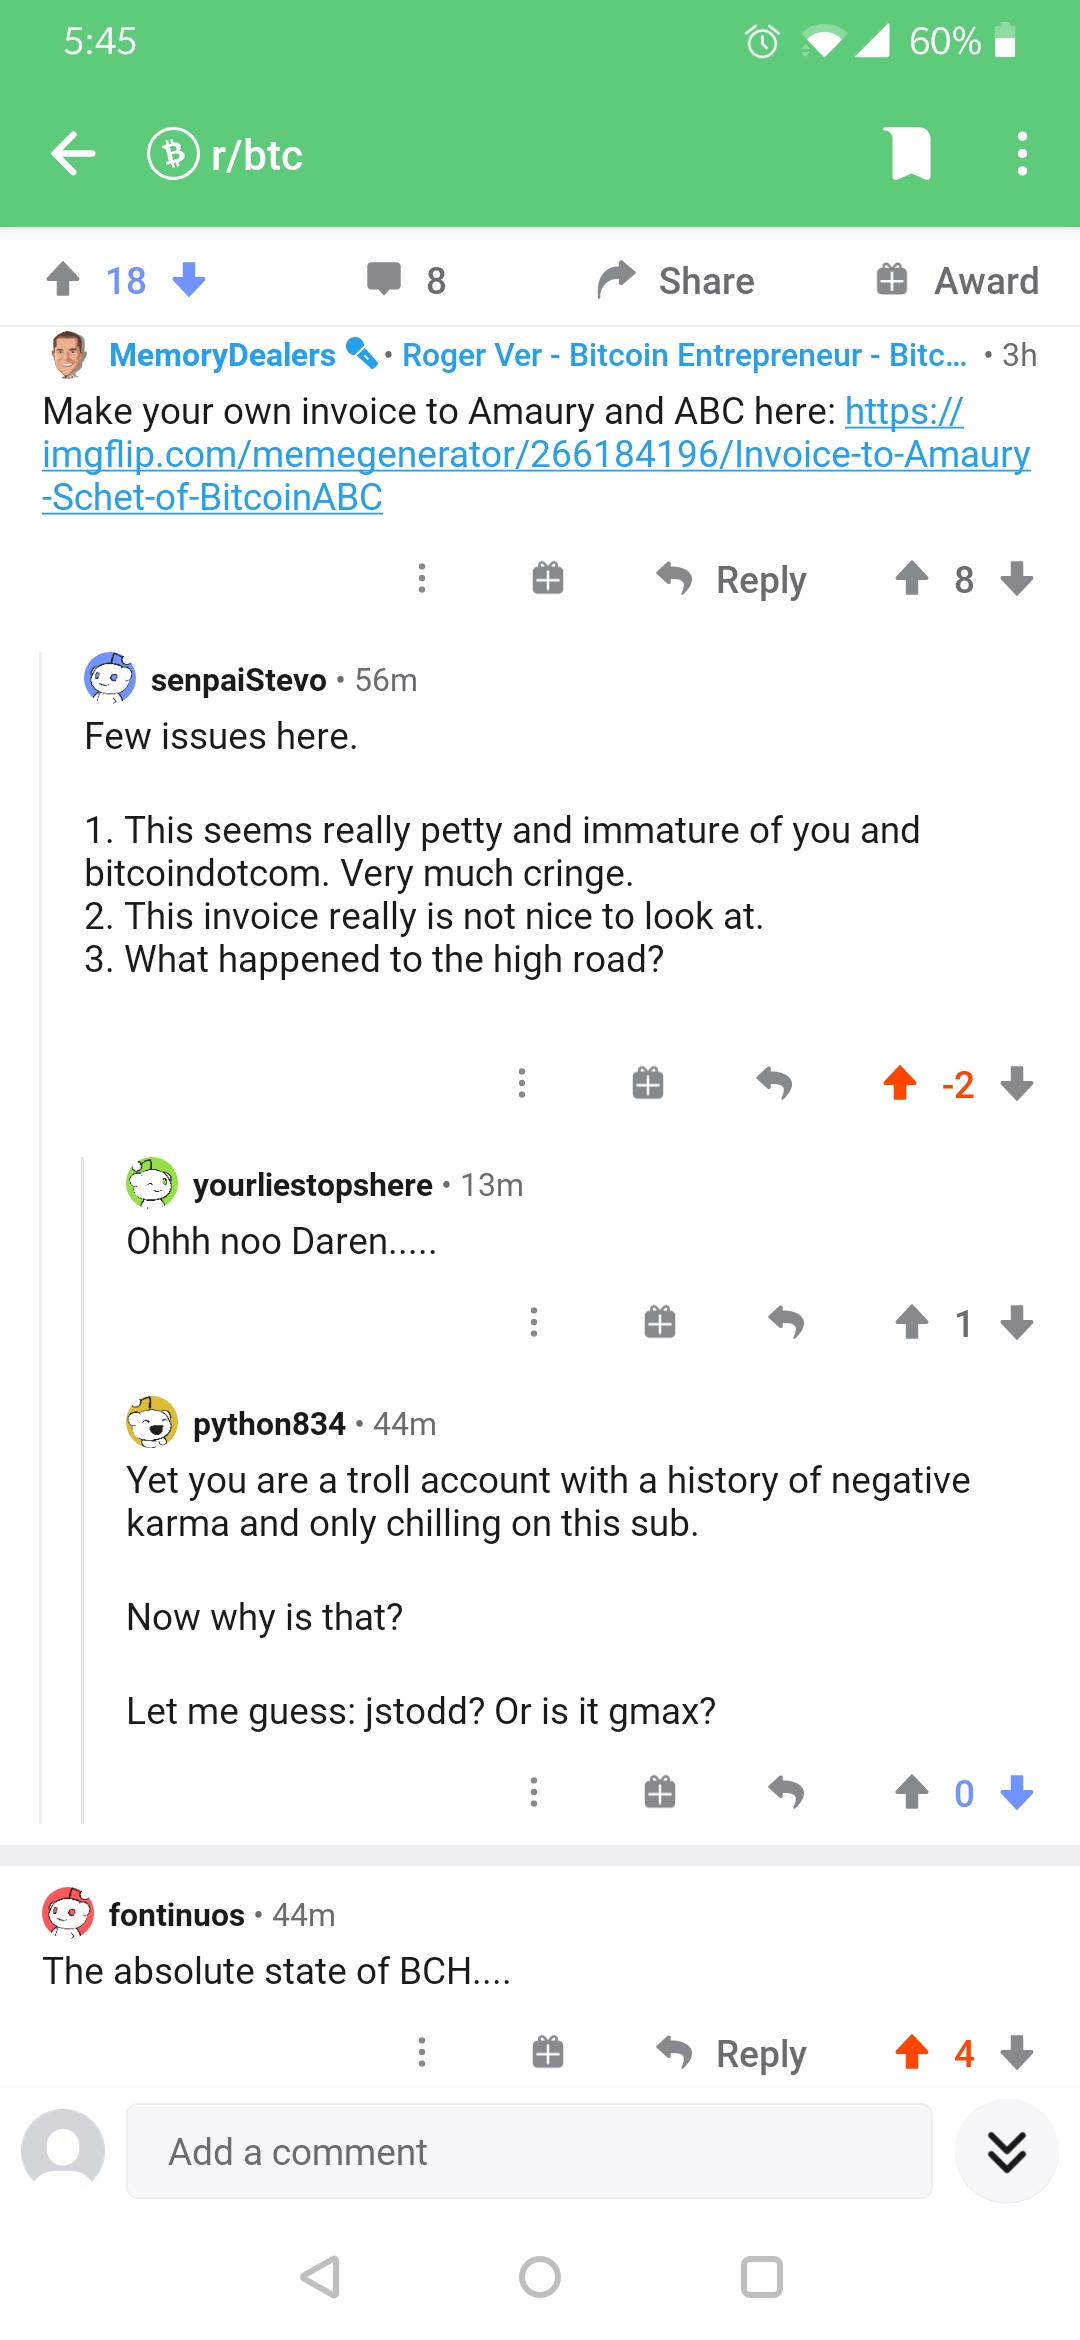 5:45
60%
r/btc
18
8
Share
Award
MemoryDealers • Roger Ver - Bitcoin Entrepreneur - Bitc... • 3h
Make your own invoice to Amaury and ABC here: https://
imgflip.com/memegenerator/266184196/Invoice-to-Amaury
-Schet-of-BitcoinABC
Reply
8
senpaiStevo • 56m
Few issues here.
1. This seems really petty and immature of you and
bitcoindotcom. Very much cringe.
2. This invoice really is not nice to look at.
3. What happened to the high road?
-2
yourliestopshere • 13m
Ohhh noo Daren.....
1
python834 • 44m
Yet you are a troll account with a history of negative
karma and only chilling on this sub.
Now why is that?
Let me guess: jstodd? Or is it gmax?
0
fontinuos • 44m
The absolute state of BCH....
Reply
4
Add a comment